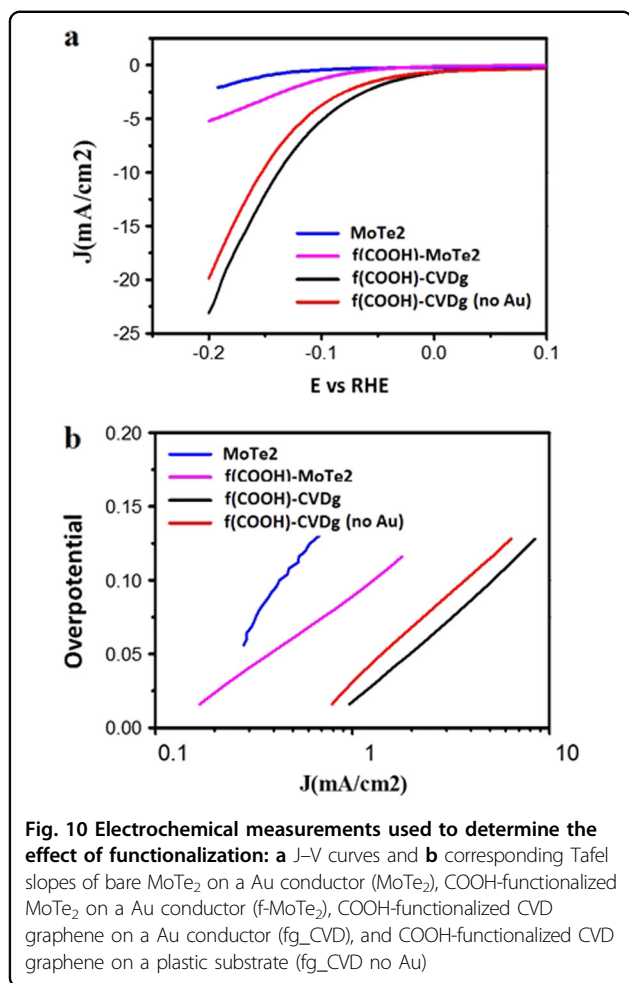 a
0
-5
-10
-15
-20
-25
J(mA/cm2)
MoTe2
f(COOH)-MoTe2
f(COOH)-CVDg
f(COOH)-CVDg (no Au)
-0.2 -0.1 0.0 0.1
E vs RHE
b
0.20
0.15
0.10
0.05
0.00
Overpotential
MoTe2
f(COOH)-MoTe2
f(COOH)-CVDg
f(COOH)-CVDg (no Au)
0.1 1 10
J(mA/cm2)
Fig. 10 Electrochemical measurements used to determine the
effect of functionalization: a J–V curves and b corresponding Tafel
slopes of bare MoTe₂ on a Au conductor (MoTe₂), COOH-functionalized
MoTe₂ on a Au conductor (f-MoTe₂), COOH-functionalized CVD
graphene on a Au conductor (fg_CVD), and COOH-functionalized CVD
graphene on a plastic substrate (fg_CVD no Au)